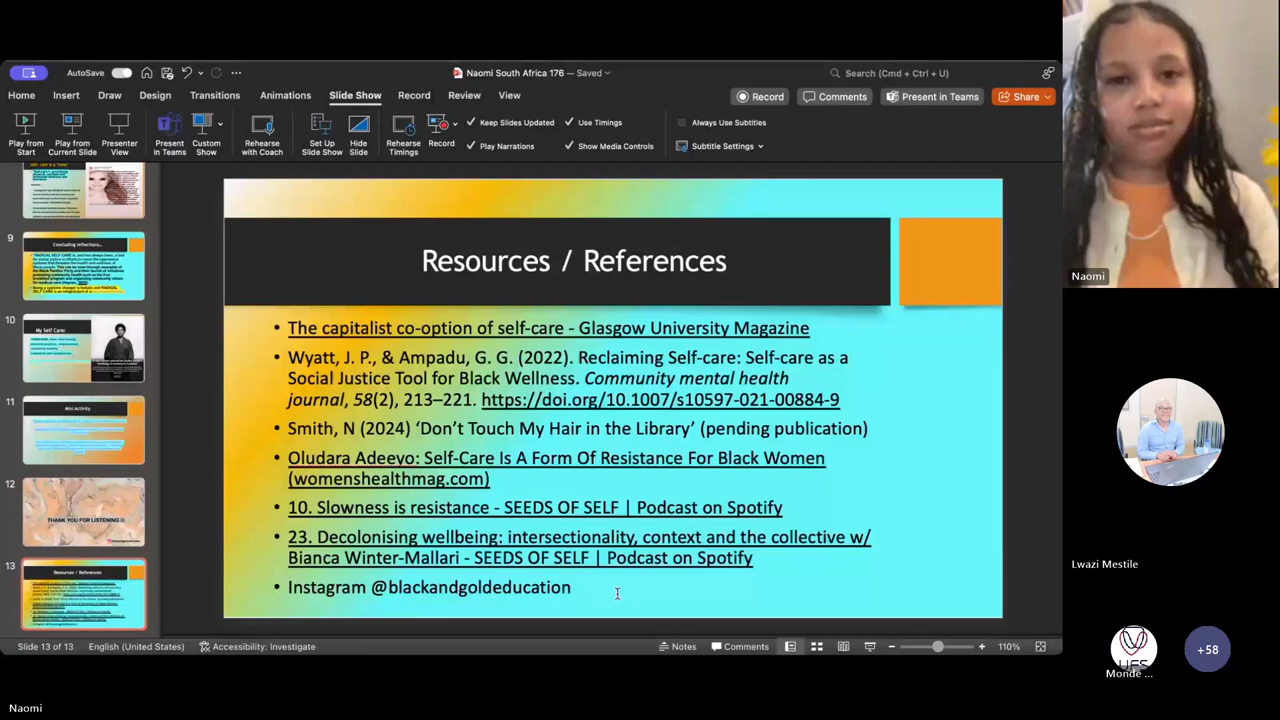 AutoSave
Naomi South Africa 176 — Saved
Search (Cmd + Ctrl + U)
Home Insert Draw Design Transitions Animations Slide Show Record Review View
Record Comments Present in Teams Share
Play from Start
Play from Current Slide
Presenter View
Present in Teams
Custom Show
Rehearse with Coach
Set Up Slide Show
Hide Slide
Rehearse Timings
Record
Keep Slides Updated
Use Timings
Play Narrations
Show Media Controls
Always Use Subtitles
Subtitle Settings
9
Concluding reflections...
10
My Self Care:
11
Mini Activity
12
THANK YOU FOR LISTENING
13
Resources / References
Resources / References
• The capitalist co-option of self-care - Glasgow University Magazine
• Wyatt, J. P., & Ampadu, G. G. (2022). Reclaiming Self-care: Self-care as a
Social Justice Tool for Black Wellness. Community mental health
journal, 58(2), 213–221. https://doi.org/10.1007/s10597-021-00884-9
• Smith, N (2024) ‘Don’t Touch My Hair in the Library’ (pending publication)
• Oludara Adeeyo: Self-Care Is A Form Of Resistance For Black Women
(womenshealthmag.com)
• 10. Slowness is resistance - SEEDS OF SELF | Podcast on Spotify
• 23. Decolonising wellbeing: intersectionality, context and the collective w/
Bianca Winter-Mallari - SEEDS OF SELF | Podcast on Spotify
• Instagram @blackandgoldeducation
Slide 13 of 13 English (United States) Accessibility: Investigate
Notes Comments 110%
Naomi
Lwazi Mestile
UFS
Monde ...
+58
Naomi